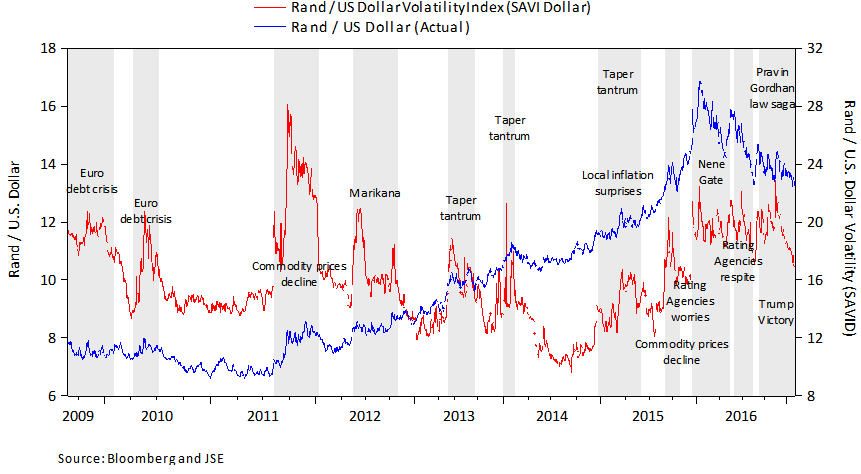 Rand / US Dollar Volatility Index (SAVI Dollar)
Rand / US Dollar (Actual)
18
16
14
12
10
8
6
Rand / U.S. Dollar
32
28
24
20
16
12
8
Rand / U.S. Dollar Voleatility (SAVID)
Euro
debt crisis
Euro
debt crisis
Commodity prices
decline
Marikana
Taper
tantrum
Taper
tantrum
Taper
tantrum
Local inflation
surprises
Commodity prices
decline
Rating
Agencies
worries
Nene
Gate
Rating
Agencies
respite
Pravin
Gordhan
law saga
Trump
Victory
2009
2010
2011
2012
2013
2014
2015
2016
Source: Bloomberg and JSE